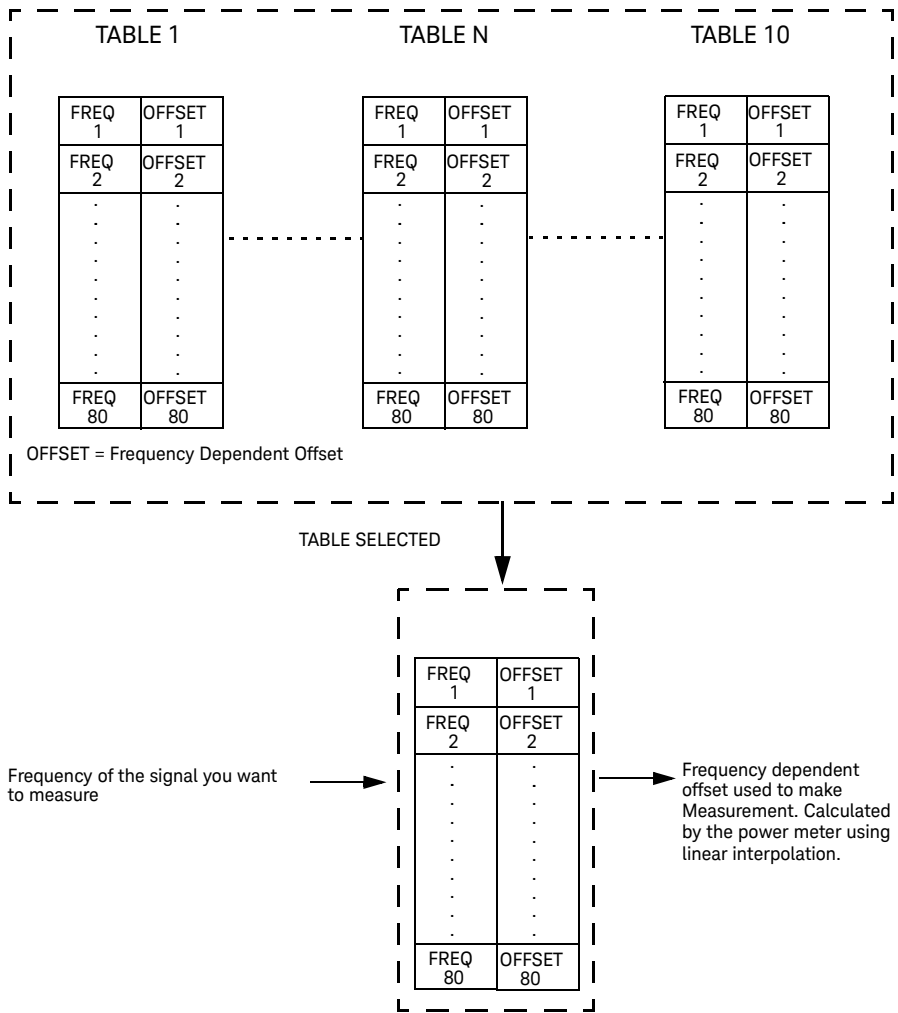 TABLE 1 TABLE N TABLE 10
FREQ OFFSET FREQ OFFSET FREQ OFFSET
1 1 1 1 1 1
FREQ OFFSET FREQ OFFSET FREQ OFFSET
2 2 2 2 2 2
FREQ OFFSET FREQ OFFSET FREQ OFFSET
80 80 80 80 80 80
OFFSET = Frequency Dependent Offset
TABLE SELECTED
FREQ OFFSET
1 1
FREQ OFFSET
2 2
Frequency of the signal you want
to measure
Frequency dependent
offset used to make
Measurement. Calculated
by the power meter using
linear interpolation.
FREQ OFFSET
80 80